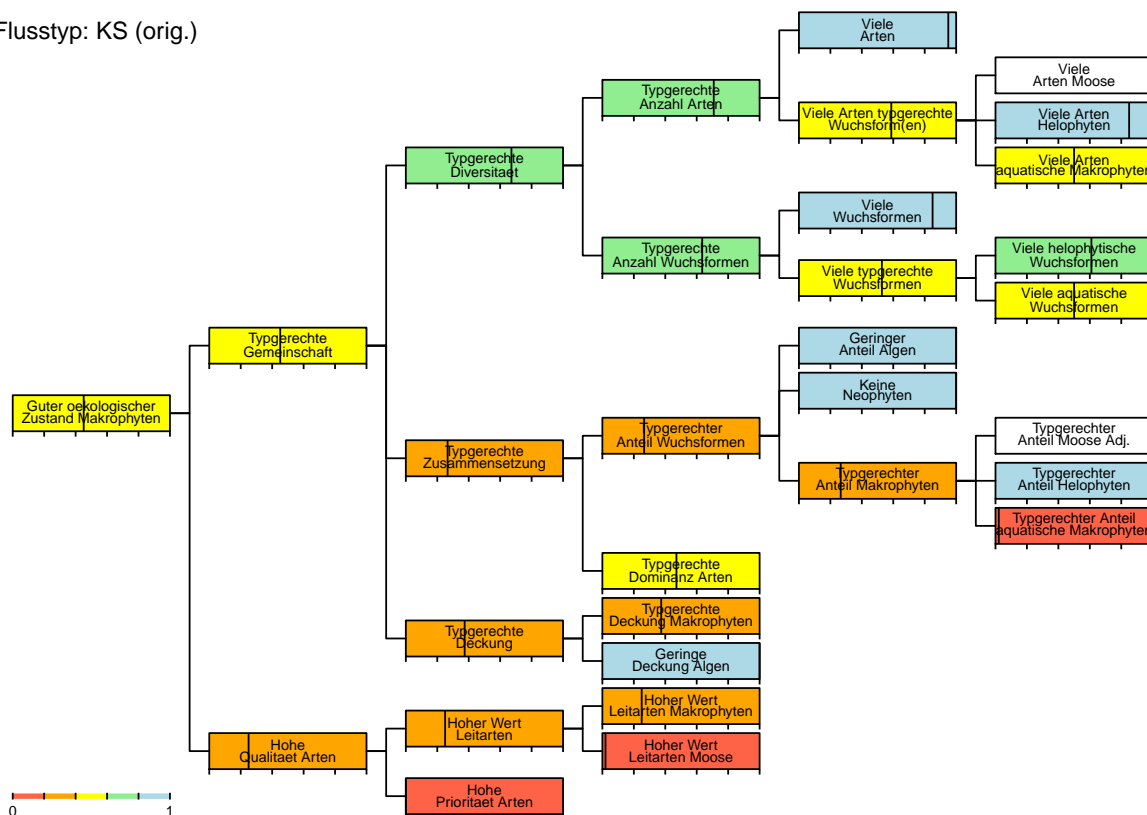 Flusstyp: KS (orig.)
Viele
Arten
Viele
Arten Moose
Typgerechte
Anzahl Arten
Viele Arten typgerechte
Wuchsform(en)
Viele Arten
Helophyten
Viele Arten
aquatische Makrophyten
Typgerechte
Diversitaet
Viele
Wuchsformen
Typgerechte
Anzahl Wuchsformen
Viele helophytische
Wuchsformen
Viele typgerechte
Wuchsformen
Viele aquatische
Wuchsformen
Typgerechte
Gemeinschaft
Geringer
Anteil Algen
Keine
Neophyten
Guter oekologischer
Zustand Makrophyten
Typgerechter
Anteil Wuchsformen
Typgerechter
Anteil Moose Adj.
Typgerechte
Zusammensetzung
Typgerechter
Anteil Makrophyten
Typgerechter
Anteil Helophyten
Typgerechter Anteil
aquatische Makrophyten
Typgerechte
Dominanz Arten
Typgerechte
Deckung Makrophyten
Typgerechte
Deckung
Geringe
Deckung Algen
Hoher Wert
Leitarten Makrophyten
Hoher Wert
Leitarten
Hohe
Qualitaet Arten
Hoher Wert
Leitarten Moose
Hohe
Prioritaet Arten
0
1